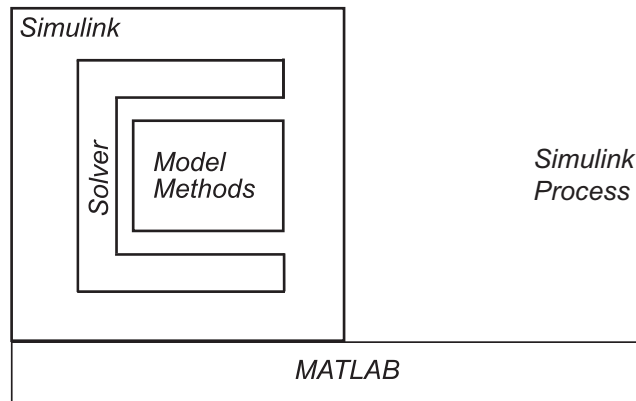 Simulink
Solver
Model
Methods
Simulink
Process
MATLAB